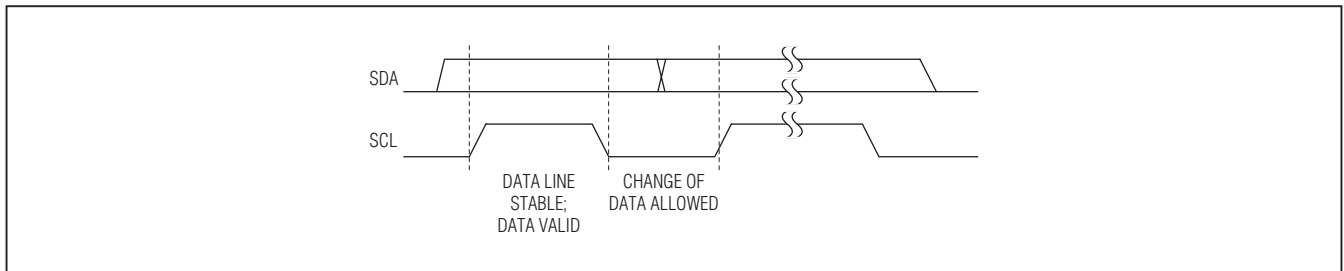 SDA
SCL
DATA LINE
STABLE;
DATA VALID
CHANGE OF
DATA ALLOWED